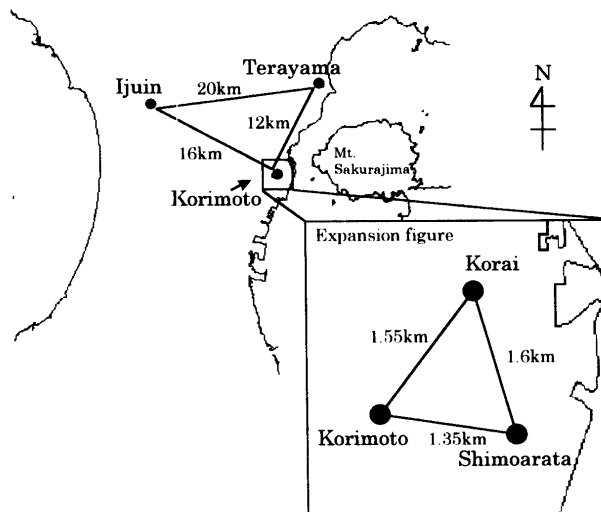 Terayama
Ijuin
20km
N
12km
16km
Mt.
Sakurajima
Korimoto
Expansion figure
Korai
1.55km
1.6km
Korimoto
1.35km
Shimoarata